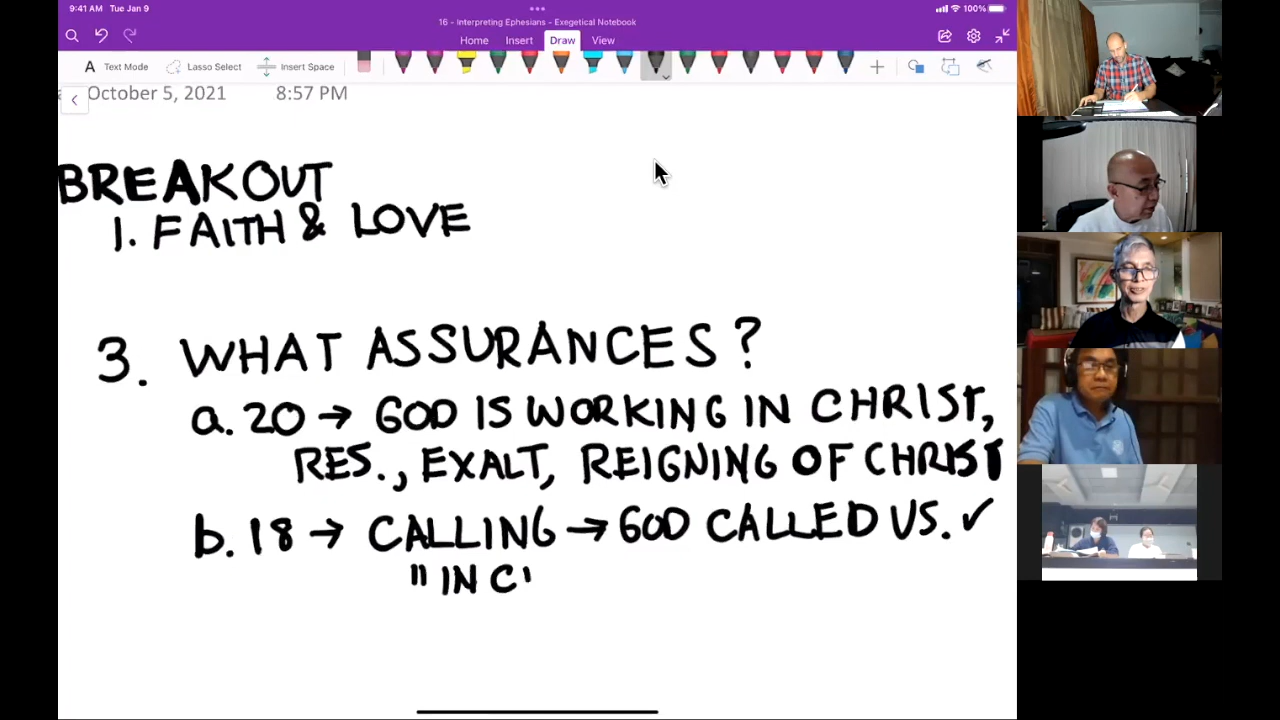 9:41 AM Tue Jan 9
100%
16 - Interpreting Ephesians - Exegetical Notebook
Home Insert Draw View
A Text Mode Lasso Select Insert Space
October 5, 2021 8:57 PM
BREAKOUT
1. FAITH & LOVE
3. WHAT ASSURANCES?
a. 20 → GOD IS WORKING IN CHRIST,
RES., EXALT, REIGNING OF CHRIST
b. 18 → CALLING → GOD CALLED US. ✓
" IN C'